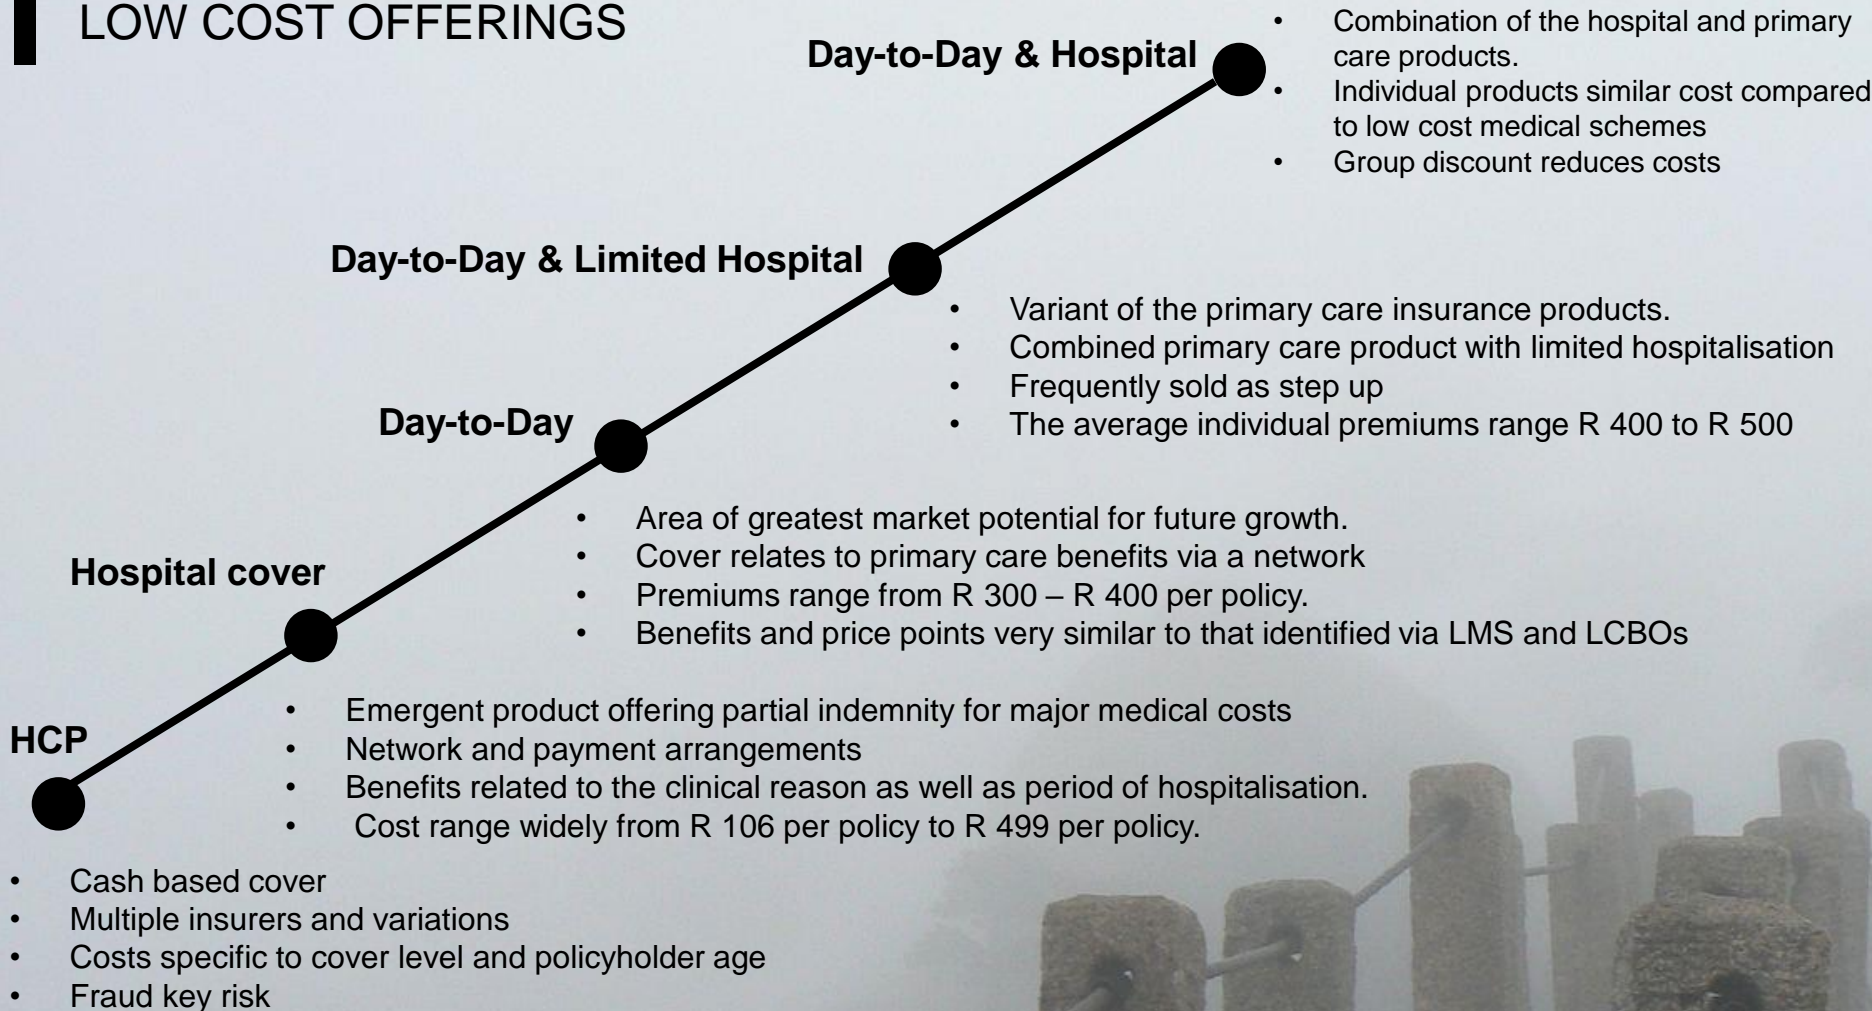 LOW COST OFFERINGS
Day-to-Day & Hospital
• Combination of the hospital and primary
care products.
• Individual products similar cost compared
to low cost medical schemes
• Group discount reduces costs
Day-to-Day & Limited Hospital
• Variant of the primary care insurance products.
• Combined primary care product with limited hospitalisation
• Frequently sold as step up
• The average individual premiums range R 400 to R 500
Day-to-Day
• Area of greatest market potential for future growth.
• Cover relates to primary care benefits via a network
• Premiums range from R 300 – R 400 per policy.
• Benefits and price points very similar to that identified via LMS and LCBOs
Hospital cover
• Emergent product offering partial indemnity for major medical costs
• Network and payment arrangements
• Benefits related to the clinical reason as well as period of hospitalisation.
• Cost range widely from R 106 per policy to R 499 per policy.
HCP
• Cash based cover
• Multiple insurers and variations
• Costs specific to cover level and policyholder age
• Fraud key risk